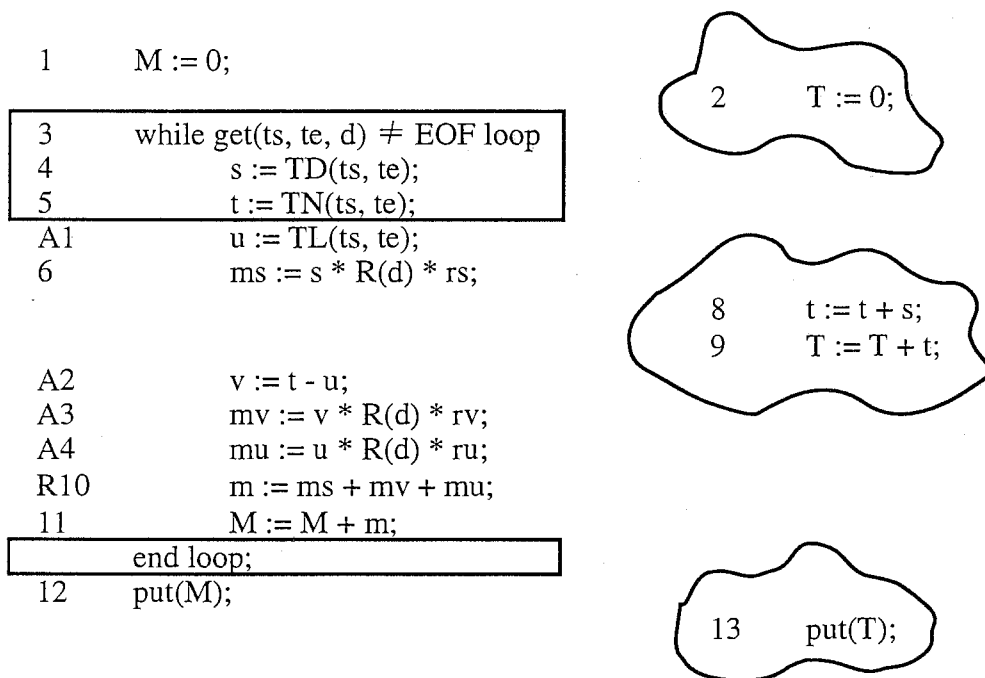 1 M := 0;
2 T := 0;
3 while get(ts, te, d) ≠ EOF loop
4 s := TD(ts, te);
5 t := TN(ts, te);
A1 u := TL(ts, te);
6 ms := s * R(d) * rs;
8 t := t + s;
9 T := T + t;
A2 v := t - u;
A3 mv := v * R(d) * rv;
A4 mu := u * R(d) * ru;
R10 m := ms + mv + mu;
11 M := M + m;
end loop;
12 put(M);
13 put(T);